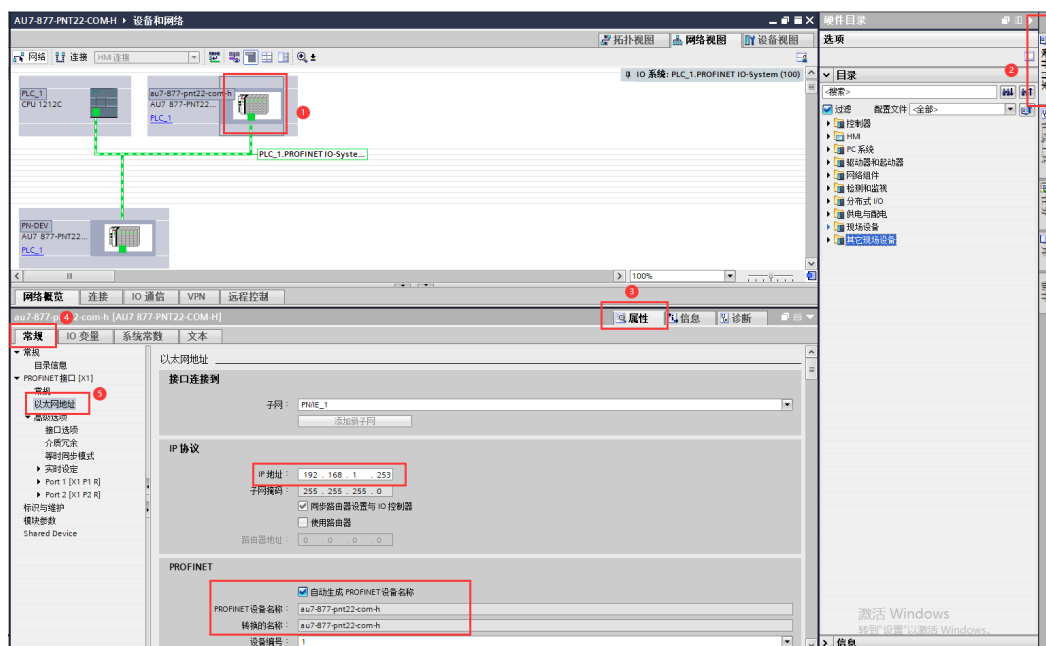 AU7-877-PNT22-COM-H ▸ 设备和网络
硬件目录
拓扑视图 网络视图 设备视图
选项
网络 连接 HMI 连接
IO 系统: PLC_1.PROFINET IO-System (100)
2
目录
PLC_1
CPU 1212C
au7-877-pnt22-com-h
AU7 877-PNT22...
PLC_1
1
<搜索>
过滤 配置文件 <全部>
控制器
HMI
PC 系统
驱动器和起动器
网络组件
检测和监视
分布式 I/O
供电与配电
现场设备
其它现场设备
PLC_1.PROFINET IO-Syste...
PN-DEV
AU7 877-PNT22...
PLC_1
100%
网络概览 连接 IO 通信 VPN 远程控制
3
4
[AU7 877-PNT22-COM-H]
属性 信息 诊断
常规 IO 变量 系统常数 文本
常规
目录信息
PROFINET接口 [X1]
常规
5
以太网地址
高级选项
接口选项
介质冗余
等时同步模式
实时设定
Port 1 [X1 P1 R]
Port 2 [X1 P2 R]
标识与维护
模块参数
Shared Device
以太网地址
接口连接到
子网: PN/IE_1
添加新子网
IP 协议
IP 地址: 192 . 168 . 1 . 253
子网掩码: 255 . 255 . 255 . 0
同步路由器设置与 IO 控制器
使用路由器
路由器地址: 0 . 0 . 0 . 0
PROFINET
自动生成 PROFINET 设备名称
PROFINET 设备名称: au7-877-pnt22-com-h
转换的名称: au7-877-pnt22-com-h
设备编号: 1
激活 Windows
转到"设置"以激活 Windows。
信息